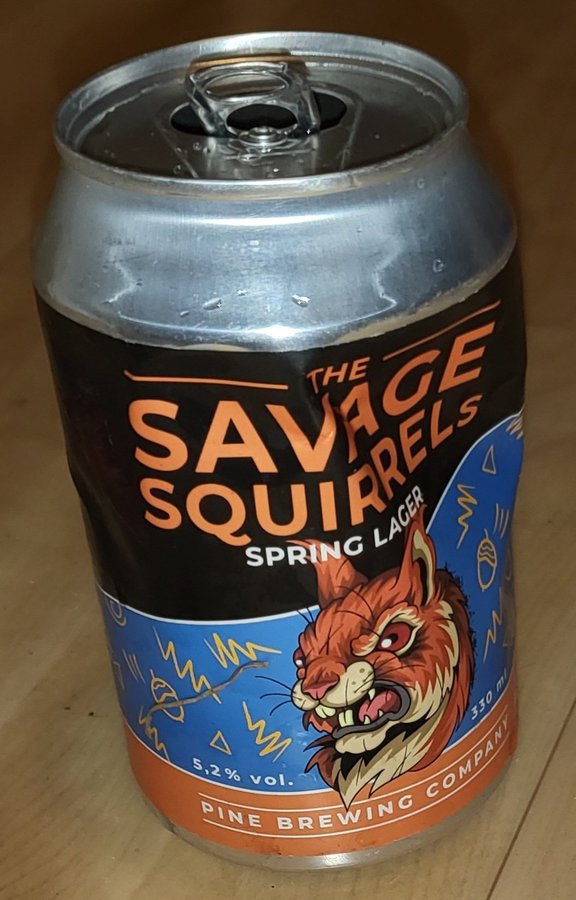 THE
SAVAGE
SQUIRRELS
SPRING LAGER
330 ml
5,2% vol.
PINE BREWING COMPANY